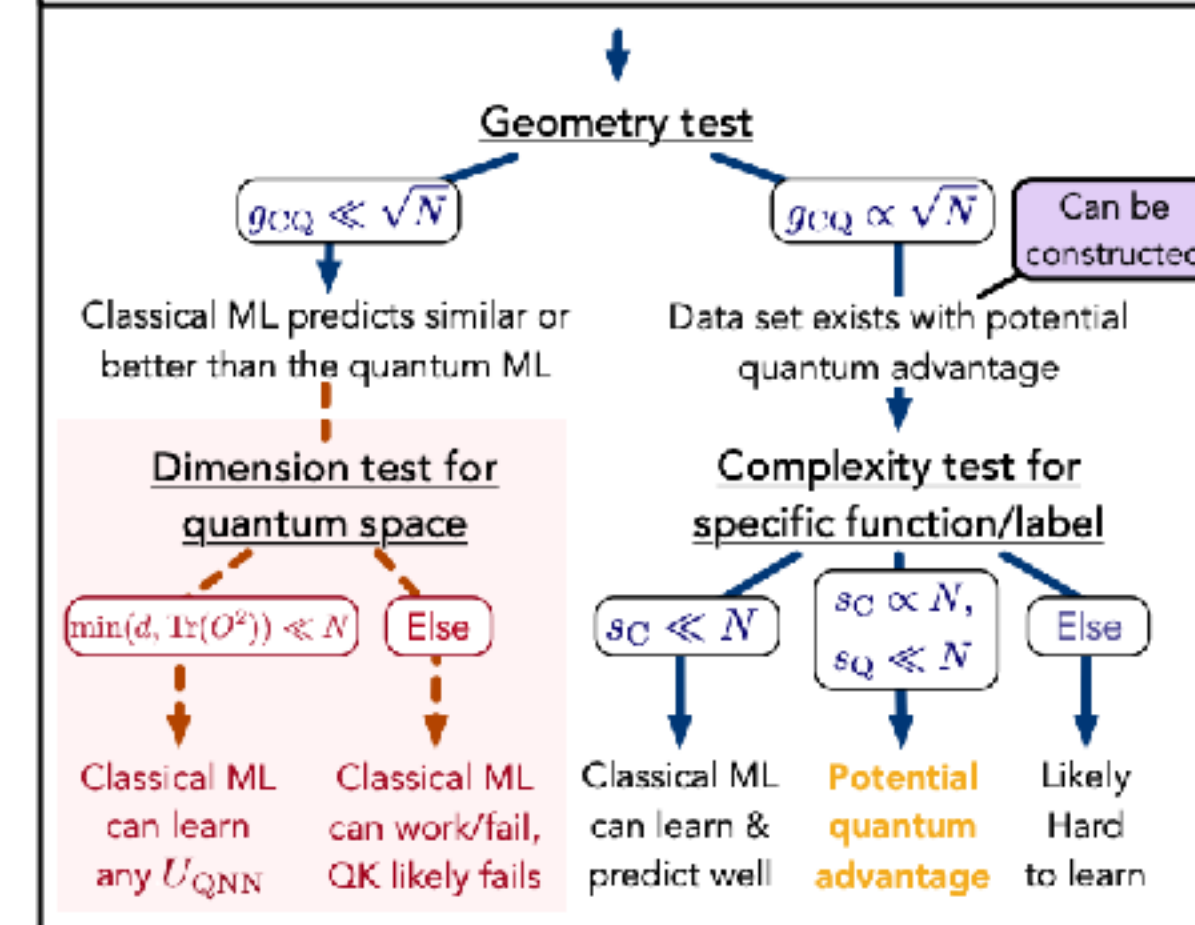 Geometry test
g_CQ ≪ √N
g_CQ ∝ √N
Can be
constructed
Classical ML predicts similar or
better than the quantum ML
Data set exists with potential
quantum advantage
Dimension test for
quantum space
min(d, Tr(O²)) ≪ N
Else
Classical ML
can learn
any U_QNN
Classical ML
can work/fail,
QK likely fails
Complexity test for
specific function/label
s_C ≪ N
s_C ∝ N,
s_Q ≪ N
Else
Classical ML
can learn &
predict well
Potential
quantum
advantage
Likely
Hard
to learn